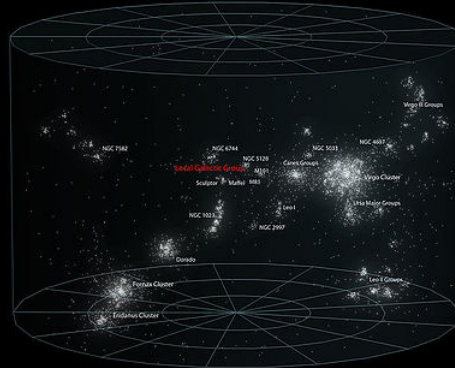 Virgo III Groups
NGC 7582
NGC 6744
NGC 5033
NGC 4697
NGC 5128
Local Galactic Group
M101
Canes Groups
Virgo Cluster
Sculptor
Maffei
M81
Ursa Major Groups
Leo I
NGC 1023
NGC 2997
Dorado
Leo II Groups
Fornax Cluster
Eridanus Cluster